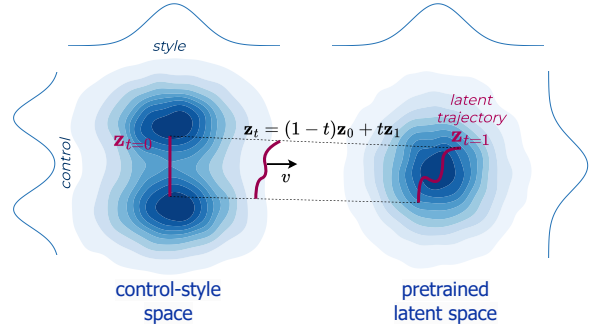 style
control
z_{t=0}
z_t = (1 − t)z_0 + tz_1
v
latent
trajectory
z_{t=1}
control-style
space
pretrained
latent space